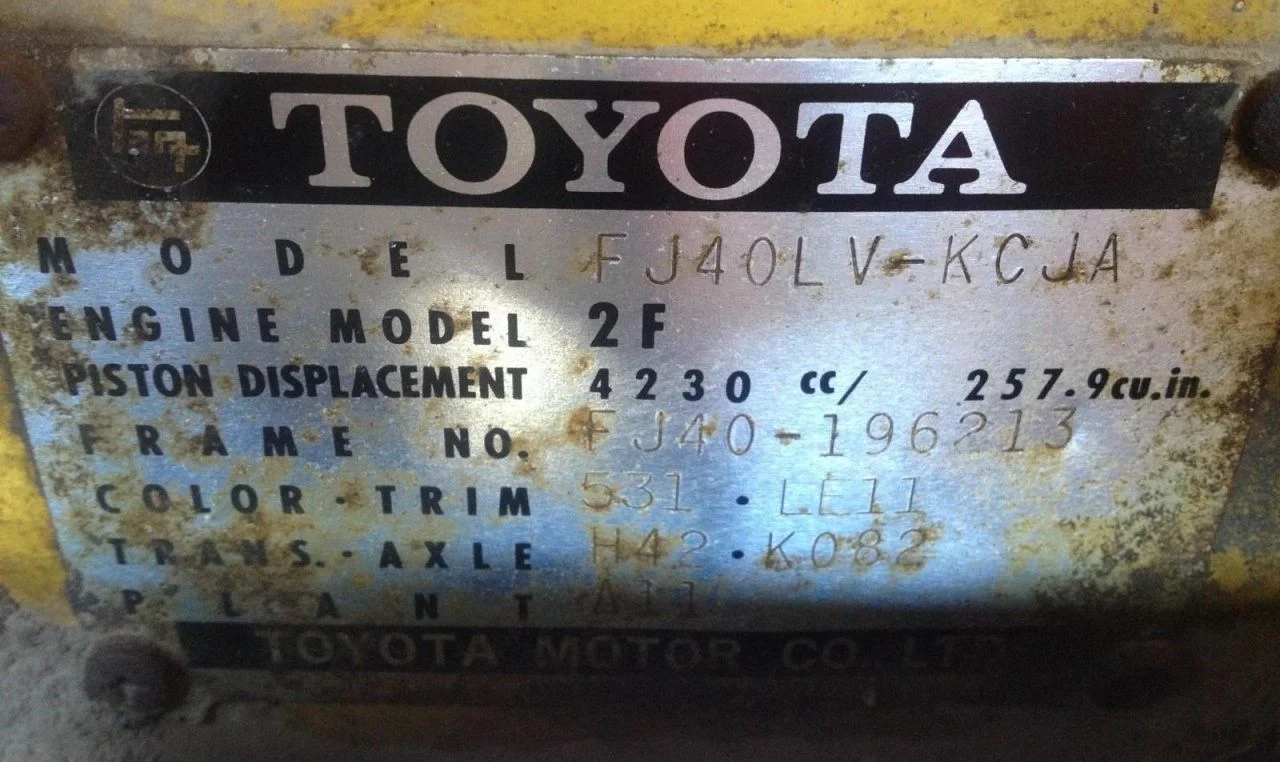 TOYOTA
MODEL FJ40LV-KCJA
ENGINE MODEL 2F
PISTON DISPLACEMENT 4230 cc/ 257.9cu.in.
FRAME NO. FJ40-196213
COLOR·TRIM 531·LE11
TRANS.·AXLE H42·K082
PLANT A11
TOYOTA MOTOR CO., LTD.